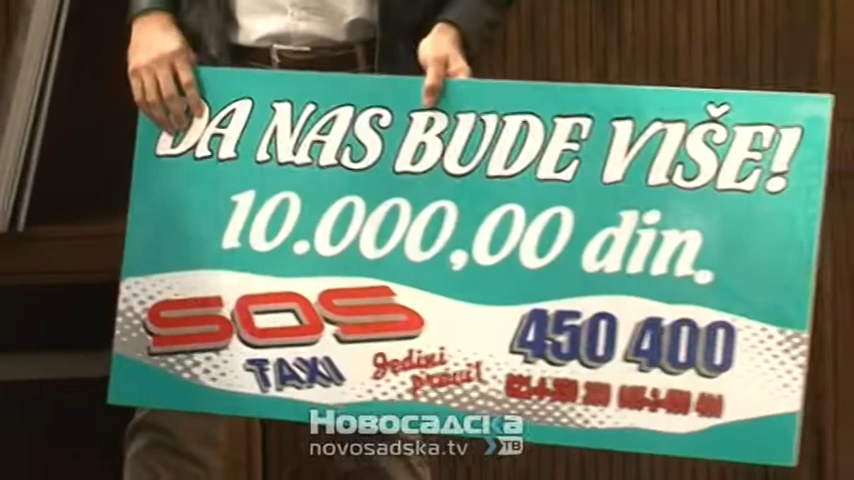 DA NAS BUDE VIŠE!
10.000,00 din.
SOS 450 400
TAXI Jedini pravi!
НОВОСАДСКА
novosadska.tv ТВ